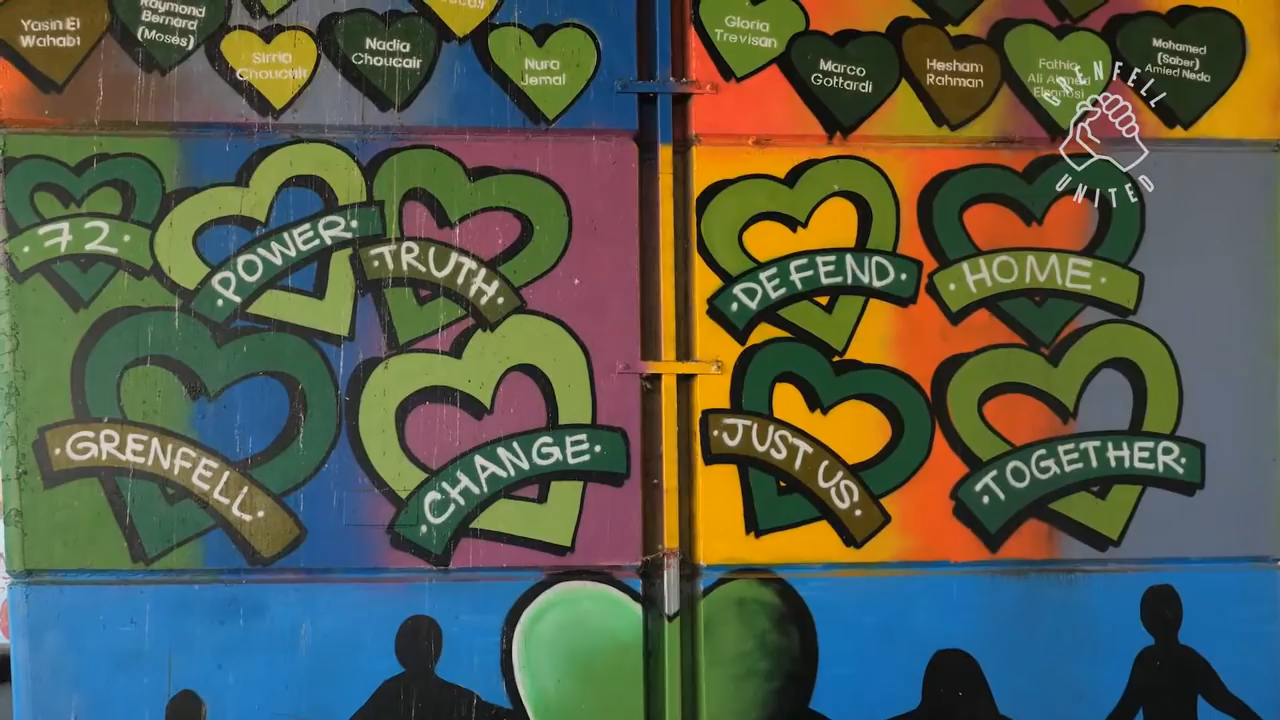 Yasin El
Wahabi
Raymond
Bernard
(Moses)
Sirria
Choucair
Nadia
Choucair
Nura
Jemal
Gloria
Trevisan
Marco
Gottardi
Hesham
Rahman
Fathia
Ali Ahmed
Elsanosi
Mohamed
(Saber)
Amied Neda
GRENFELL
UNITED
·72·
POWER·
TRUTH·
·DEFEND·
·HOME·
·GRENFELL·
·CHANGE·
·JUST US·
·TOGETHER·